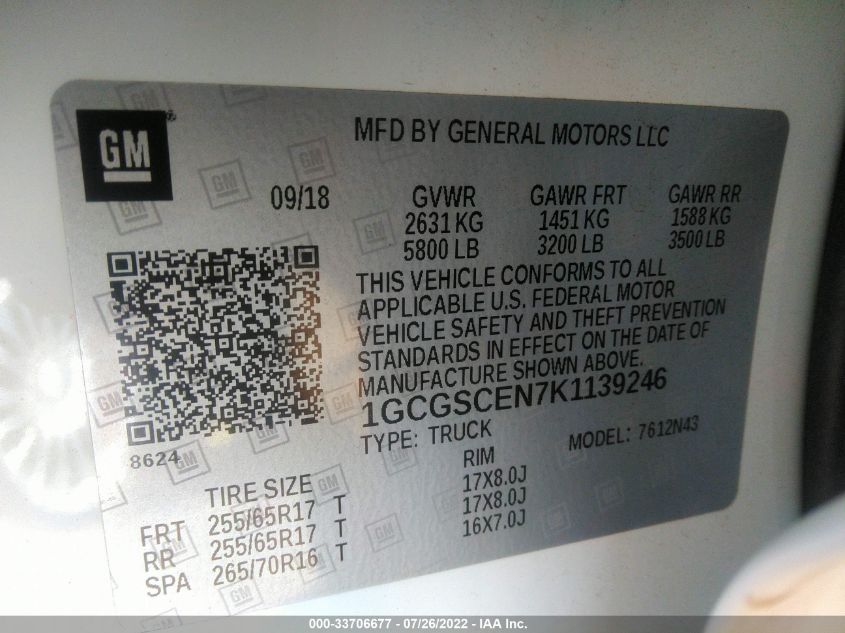 GM
MFD BY GENERAL MOTORS LLC
09/18
GVWR GAWR FRT GAWR RR
2631 KG 1451 KG 1588 KG
5800 LB 3200 LB 3500 LB
THIS VEHICLE CONFORMS TO ALL
APPLICABLE U.S. FEDERAL MOTOR
VEHICLE SAFETY AND THEFT PREVENTION
STANDARDS IN EFFECT ON THE DATE OF
MANUFACTURE SHOWN ABOVE.
1GCGSCEN7K1139246
TYPE: TRUCK MODEL: 7612N43
8624
TIRE SIZE RIM
FRT 255/65R17 T 17X8.0J
RR 255/65R17 T 17X8.0J
SPA 265/70R16 T 16X7.0J
000-33706677 - 07/26/2022 - IAA Inc.